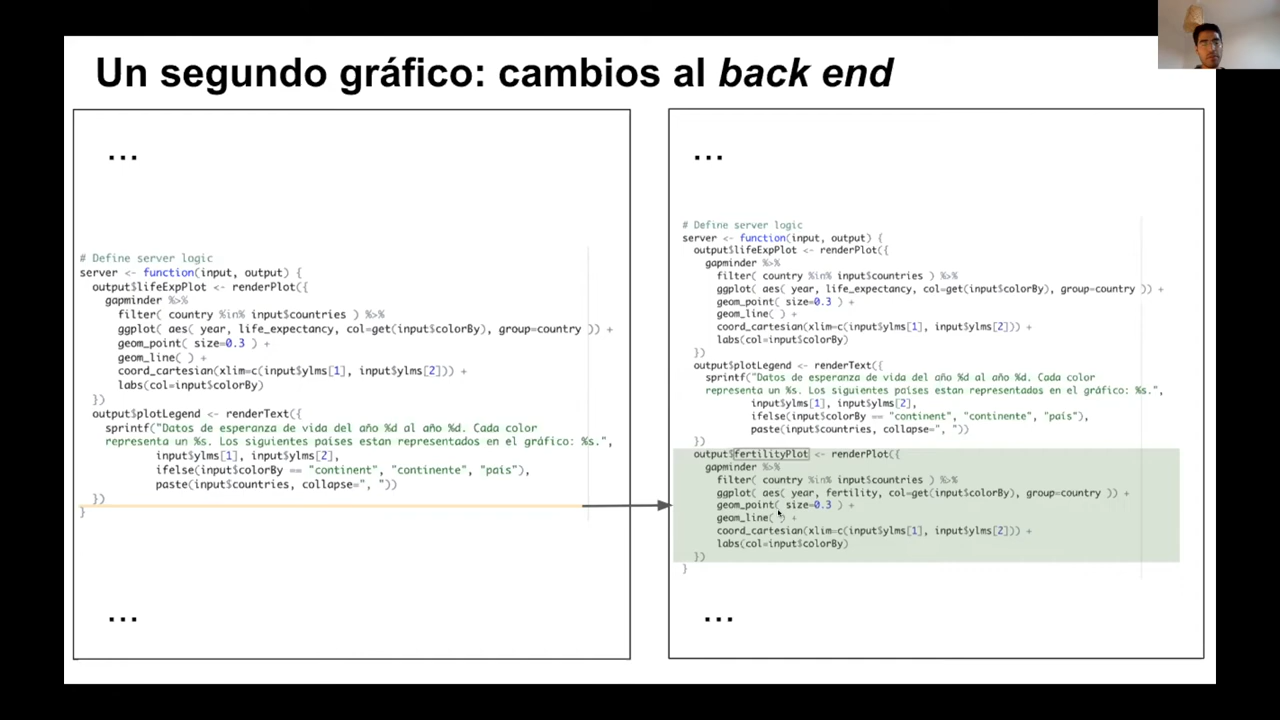 Un segundo gráfico: cambios al back end
...
# Define server logic
server <- function(input, output) {
output$lifeExpPlot <- renderPlot({
gapminder %>%
filter( country %in% input$countries ) %>%
ggplot( aes( year, life_expectancy, col=get(input$colorBy), group=country )) +
geom_point( size=0.3 ) +
geom_line( ) +
coord_cartesian(xlim=c(input$ylms[1], input$ylms[2])) +
labs(col=input$colorBy)
})
output$plotLegend <- renderText({
sprintf("Datos de esperanza de vida del año %d al año %d. Cada color
representa un %s. Los siguientes países estan representados en el gráfico: %s.",
input$ylms[1], input$ylms[2],
ifelse(input$colorBy == "continent", "continente", "país"),
paste(input$countries, collapse=", "))
})
}
...
...
# Define server logic
server <- function(input, output) {
output$lifeExpPlot <- renderPlot({
gapminder %>%
filter( country %in% input$countries ) %>%
ggplot( aes( year, life_expectancy, col=get(input$colorBy), group=country )) +
geom_point( size=0.3 ) +
geom_line( ) +
coord_cartesian(xlim=c(input$ylms[1], input$ylms[2])) +
labs(col=input$colorBy)
})
output$plotLegend <- renderText({
sprintf("Datos de esperanza de vida del año %d al año %d. Cada color
representa un %s. Los siguientes países estan representados en el gráfico: %s.",
input$ylms[1], input$ylms[2],
ifelse(input$colorBy == "continent", "continente", "país"),
paste(input$countries, collapse=", "))
})
output$fertilityPlot <- renderPlot({
gapminder %>%
filter( country %in% input$countries ) %>%
ggplot( aes( year, fertility, col=get(input$colorBy), group=country )) +
geom_point( size=0.3 ) +
geom_line( ) +
coord_cartesian(xlim=c(input$ylms[1], input$ylms[2])) +
labs(col=input$colorBy)
})
}
...